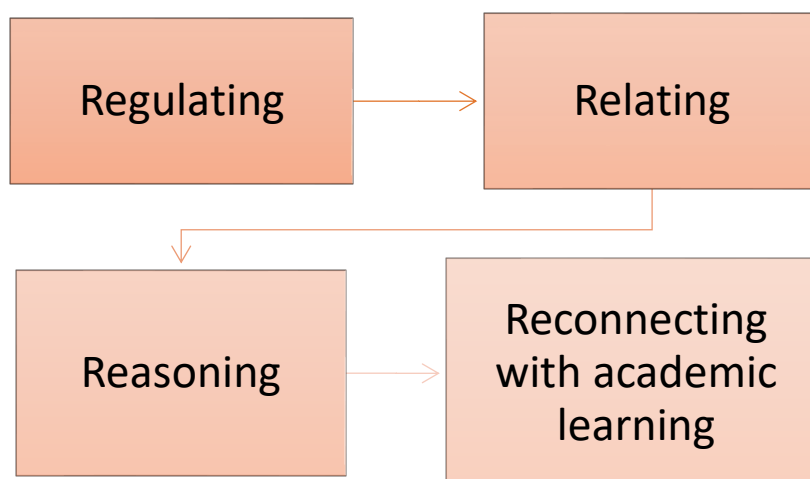 Regulating
Relating
Reasoning
Reconnecting
with academic
learning